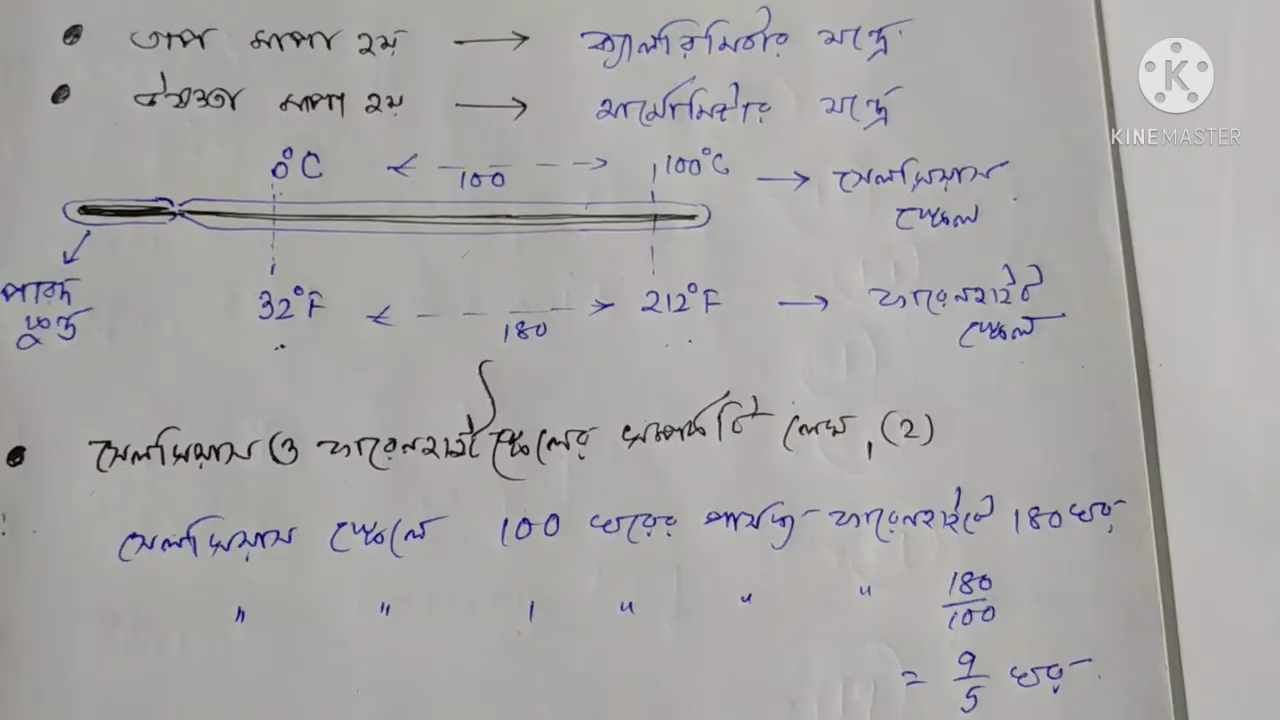 • তাপ মাপা হয় → ক্যালরিমিটার যন্ত্রে
• উষ্ণতা মাপা হয় → থার্মোমিটার যন্ত্রে
K
KINEMASTER
0°C ← 100 → 100°C → সেলসিয়াস
স্কেল
পারদ
কুন্ড
32°F ← 180 → 212°F → ফারেনহাইট
স্কেল
• সেলসিয়াস ও ফারেনহাইট স্কেলের সম্পর্কটি লেখ, (2)
সেলসিয়াস স্কেলে 100 ঘরের পার্থক্য ফারেনহাইটে 180 ঘর
" " 1 " " " 180/100
= 9/5 ঘর